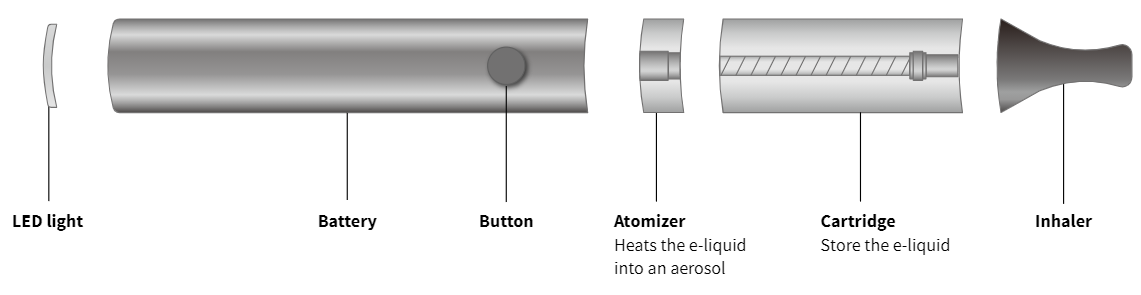 LED light
Battery
Button
Atomizer
Heats the e-liquid
into an aerosol
Cartridge
Store the e-liquid
Inhaler